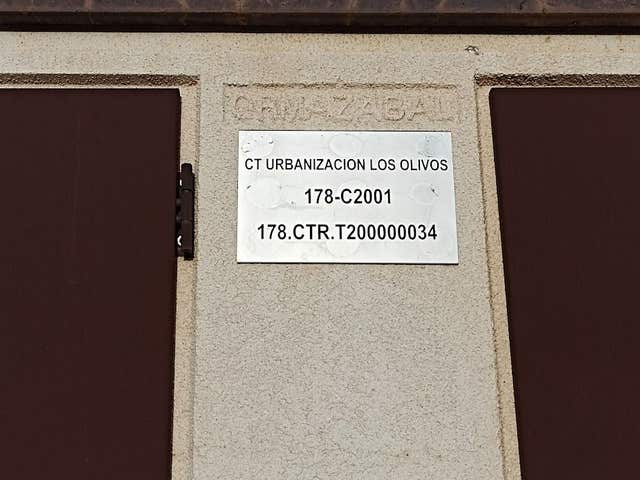 ORMAZABAL
CT URBANIZACION LOS OLIVOS
178-C2001
178.CTR.T200000034